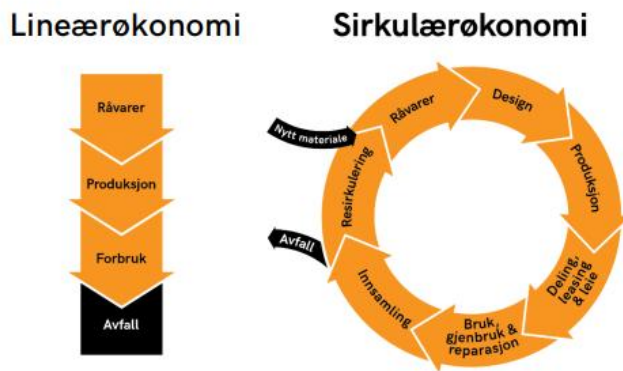 Lineærøkonomi
Sirkulærøkonomi
Råvarer
Produksjon
Forbruk
Avfall
Råvarer
Design
Produksjon
Deling,
leasing
& leie
Bruk,
gjenbruk &
reparasjon
Innsamling
Resirkulering
Nytt materiale
Avfall